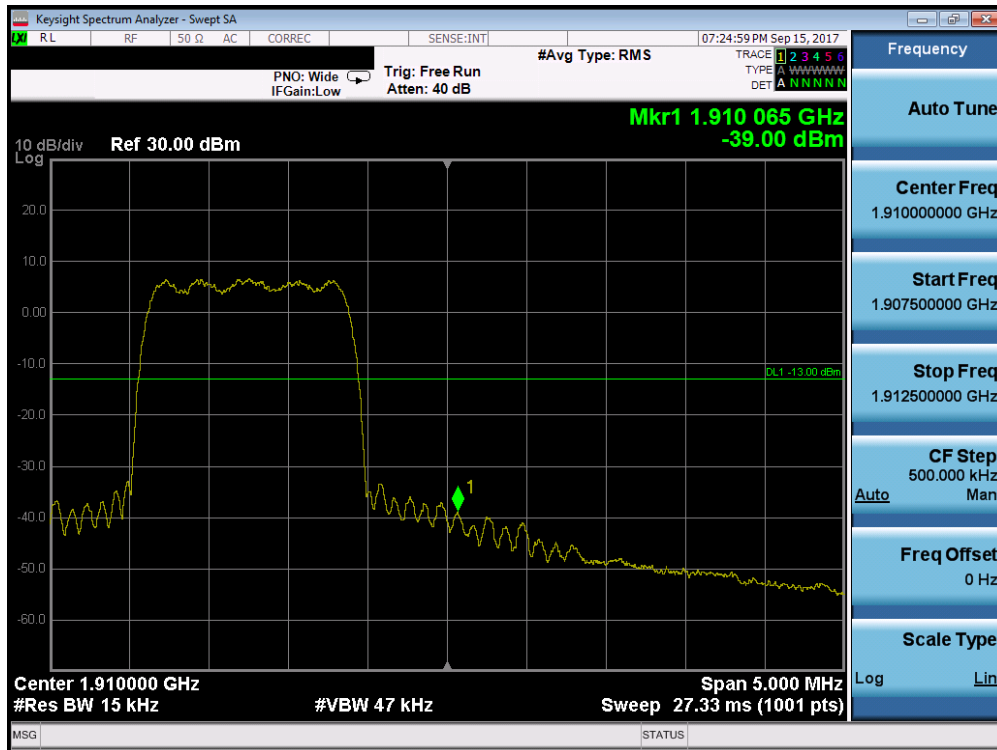 Keysight Spectrum Analyzer - Swept SA
LXI RL RF 50 Ω AC CORREC SENSE:INT 07:24:59 PM Sep 15, 2017
#Avg Type: RMS TRACE 1 2 3 4 5 6
PNO: Wide Trig: Free Run TYPE A WWWWW
IFGain:Low Atten: 40 dB DET A N N N N N
Mkr1 1.910 065 GHz
-39.00 dBm
10 dB/div Ref 30.00 dBm
Log
20.0
10.0
0.00
-10.0
DL1 -13.00 dBm
-20.0
-30.0
1
-40.0
-50.0
-60.0
Center 1.910000 GHz Span 5.000 MHz
#Res BW 15 kHz #VBW 47 kHz Sweep 27.33 ms (1001 pts)
MSG STATUS
Frequency
Auto Tune
Center Freq
1.910000000 GHz
Start Freq
1.907500000 GHz
Stop Freq
1.912500000 GHz
CF Step
500.000 kHz
Auto Man
Freq Offset
0 Hz
Scale Type
Log Lin